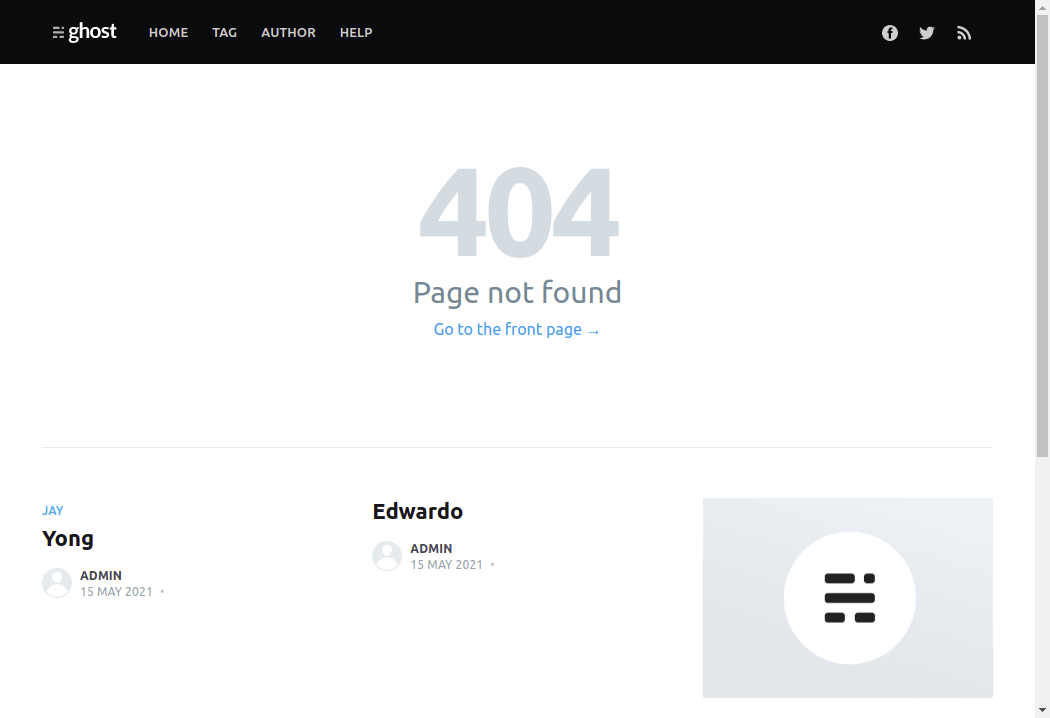 ghost HOME TAG AUTHOR HELP
404
Page not found
Go to the front page →
JAY
Yong
ADMIN
15 MAY 2021 •
Edwardo
ADMIN
15 MAY 2021 •